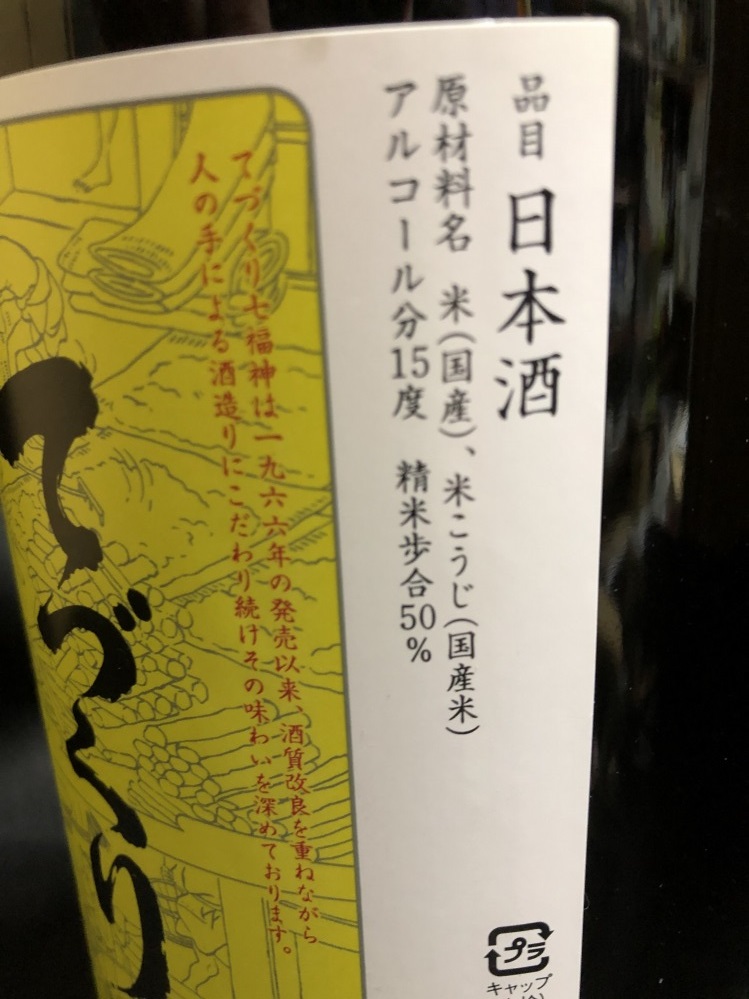 品目 日本酒
原材料名 米(国産)、米こうじ(国産米)
アルコール分15度 精米歩合50%
てづくり七福神は一九六六年の発売以来、酒質改良を重ねながら
人の手による酒造りにこだわり続けその味わいを深めております。
てづくり
プラ
キャップ